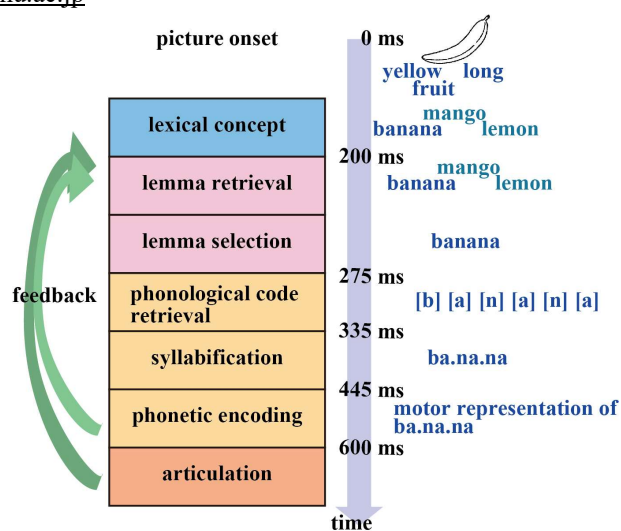 picture onset
0 ms
yellow long
fruit
lexical concept
mango
banana lemon
200 ms
lemma retrieval
mango
banana lemon
lemma selection
banana
275 ms
feedback
phonological code
retrieval
[b] [a] [n] [a] [n] [a]
335 ms
syllabification
ba.na.na
445 ms
phonetic encoding
motor representation of
ba.na.na
600 ms
articulation
time